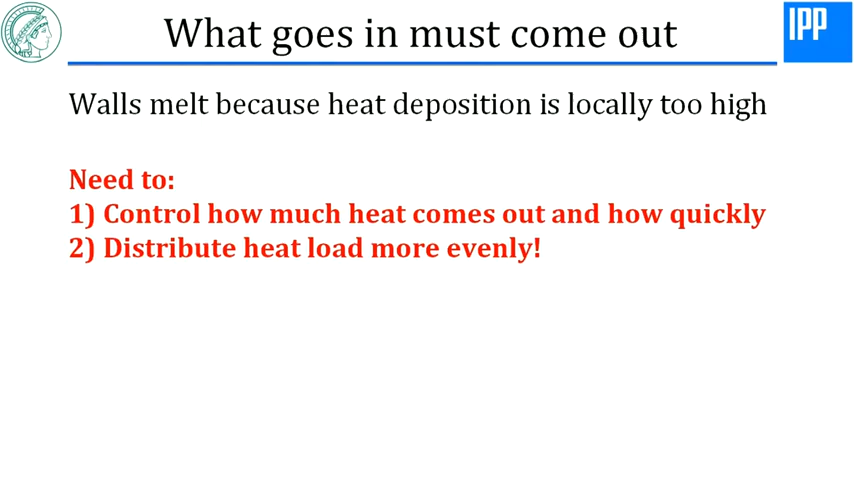 What goes in must come out
IPP
Walls melt because heat deposition is locally too high
Need to:
1) Control how much heat comes out and how quickly
2) Distribute heat load more evenly!